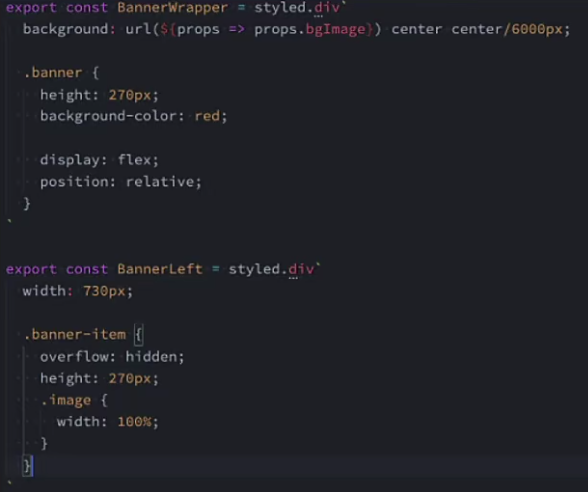 export const BannerWrapper = styled.div`
background: url(${props => props.bgImage}) center center/6000px;
.banner {
height: 270px;
background-color: red;
display: flex;
position: relative;
}
`
export const BannerLeft = styled.div`
width: 730px;
.banner-item {
overflow: hidden;
height: 270px;
.image {
width: 100%;
}
}
`